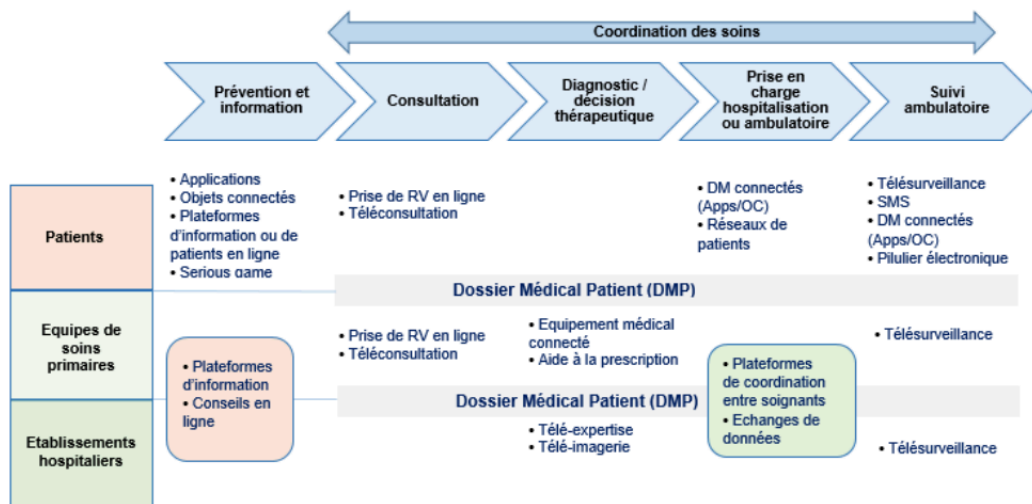 Coordination des soins
Prévention et
information
Consultation
Diagnostic /
décision
thérapeutique
Prise en
charge
hospitalisation
ou ambulatoire
Suivi
ambulatoire
Patients
• Applications
• Objets connectés
• Plateformes
d'information ou de
patients en ligne
• Serious game
• Prise de RV en ligne
• Téléconsultation
• DM connectés
(Apps/OC)
• Réseaux de
patients
• Télésurveillance
• SMS
• DM connectés
(Apps/OC)
• Pilulier électronique
Dossier Médical Patient (DMP)
Equipes de
soins
primaires
• Plateformes
d'information
• Conseils en
ligne
• Prise de RV en ligne
• Téléconsultation
• Equipement médical
connecté
• Aide à la prescription
• Plateformes
de coordination
entre soignants
• Echanges de
données
• Télésurveillance
Dossier Médical Patient (DMP)
Etablissements
hospitaliers
• Télé-expertise
• Télé-imagerie
• Télésurveillance